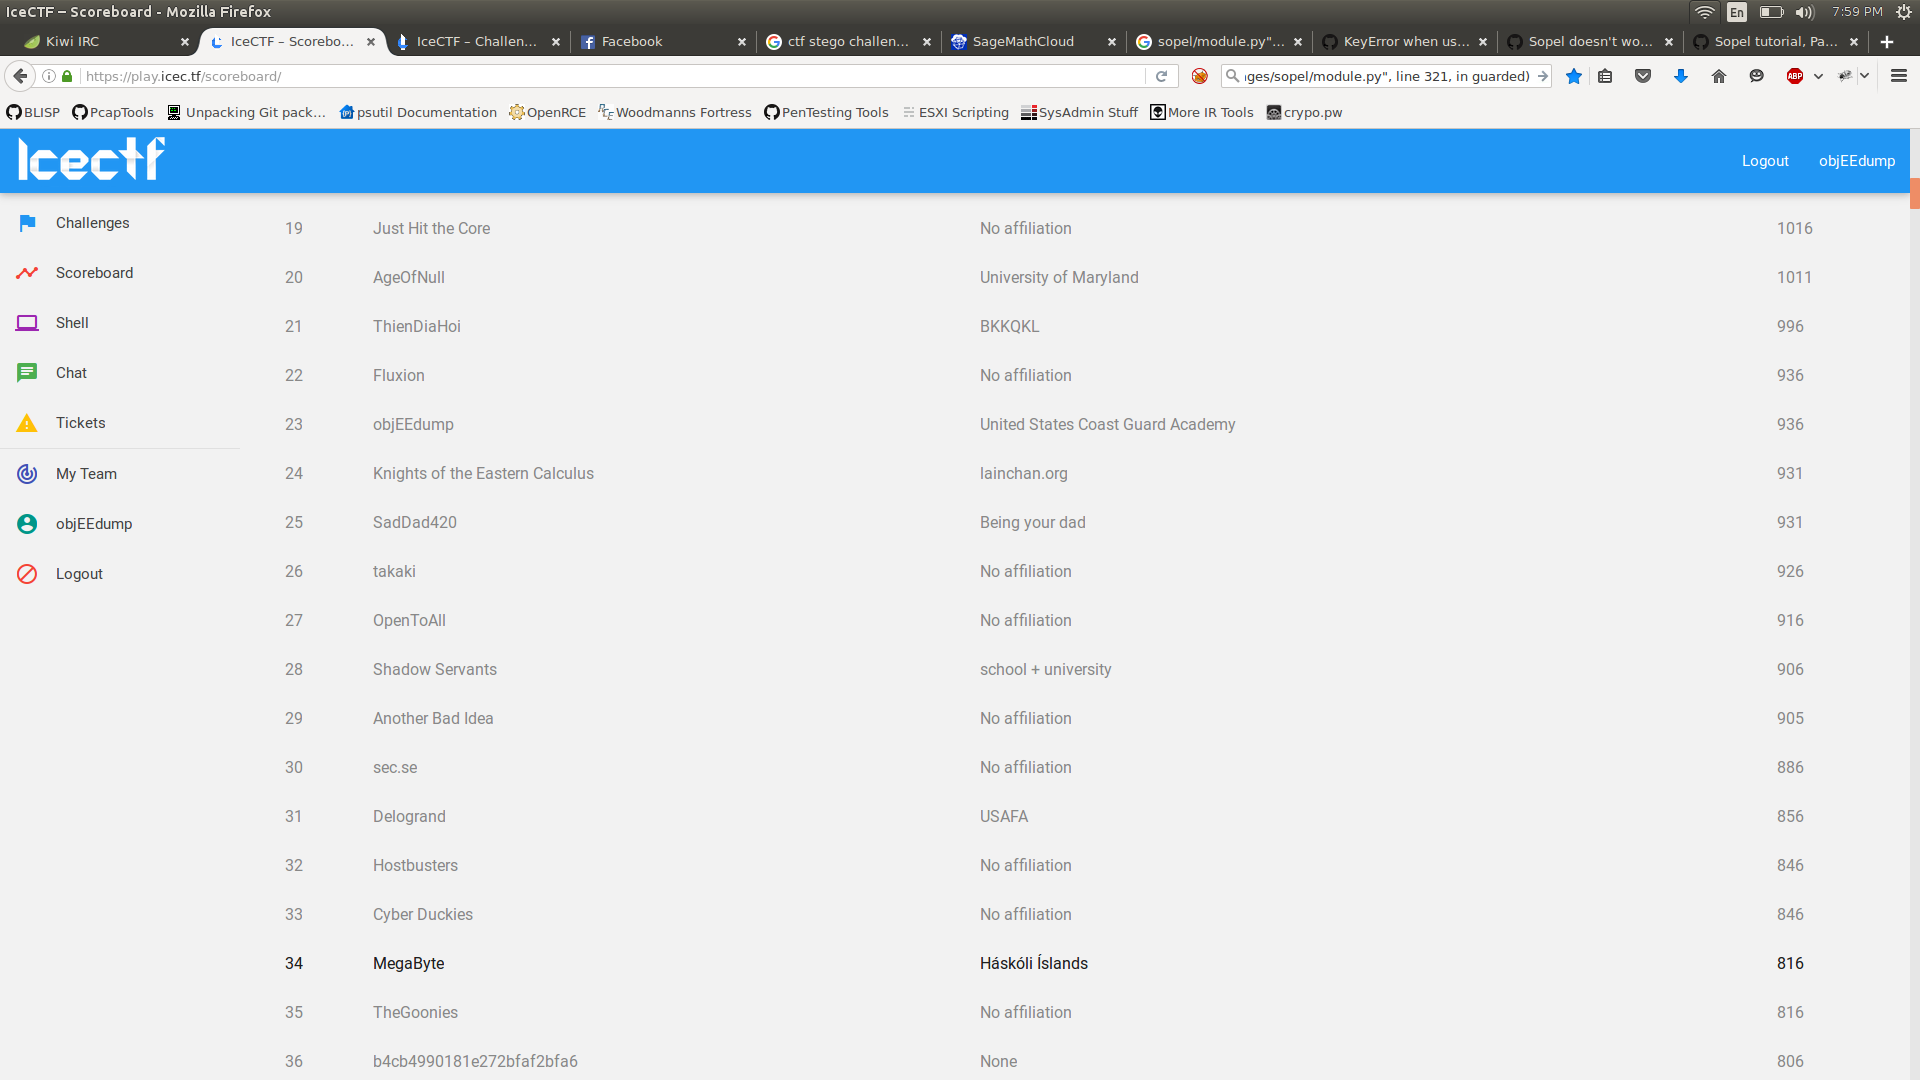 IceCTF – Scoreboard - Mozilla Firefox
En 7:59 PM
Kiwi IRC
IceCTF – Scorebo...
IceCTF – Challen...
Facebook
ctf stego challen...
SageMathCloud
sopel/module.py"...
KeyError when us...
Sopel doesn't wo...
Sopel tutorial, Pa...
https://play.icec.tf/scoreboard/
ges/sopel/module.py", line 321, in guarded)
ABP
BLISP
PcapTools
Unpacking Git pack...
psutil Documentation
OpenRCE
Woodmanns Fortress
PenTesting Tools
ESXI Scripting
SysAdmin Stuff
More IR Tools
crypo.pw
Icectf
Logout
objEEdump
Challenges
Scoreboard
Shell
Chat
Tickets
My Team
objEEdump
Logout
19 Just Hit the Core No affiliation 1016
20 AgeOfNull University of Maryland 1011
21 ThienDiaHoi BKKQKL 996
22 Fluxion No affiliation 936
23 objEEdump United States Coast Guard Academy 936
24 Knights of the Eastern Calculus lainchan.org 931
25 SadDad420 Being your dad 931
26 takaki No affiliation 926
27 OpenToAll No affiliation 916
28 Shadow Servants school + university 906
29 Another Bad Idea No affiliation 905
30 sec.se No affiliation 886
31 Delogrand USAFA 856
32 Hostbusters No affiliation 846
33 Cyber Duckies No affiliation 846
34 MegaByte Háskóli Íslands 816
35 TheGoonies No affiliation 816
36 b4cb4990181e272bfaf2bfa6 None 806